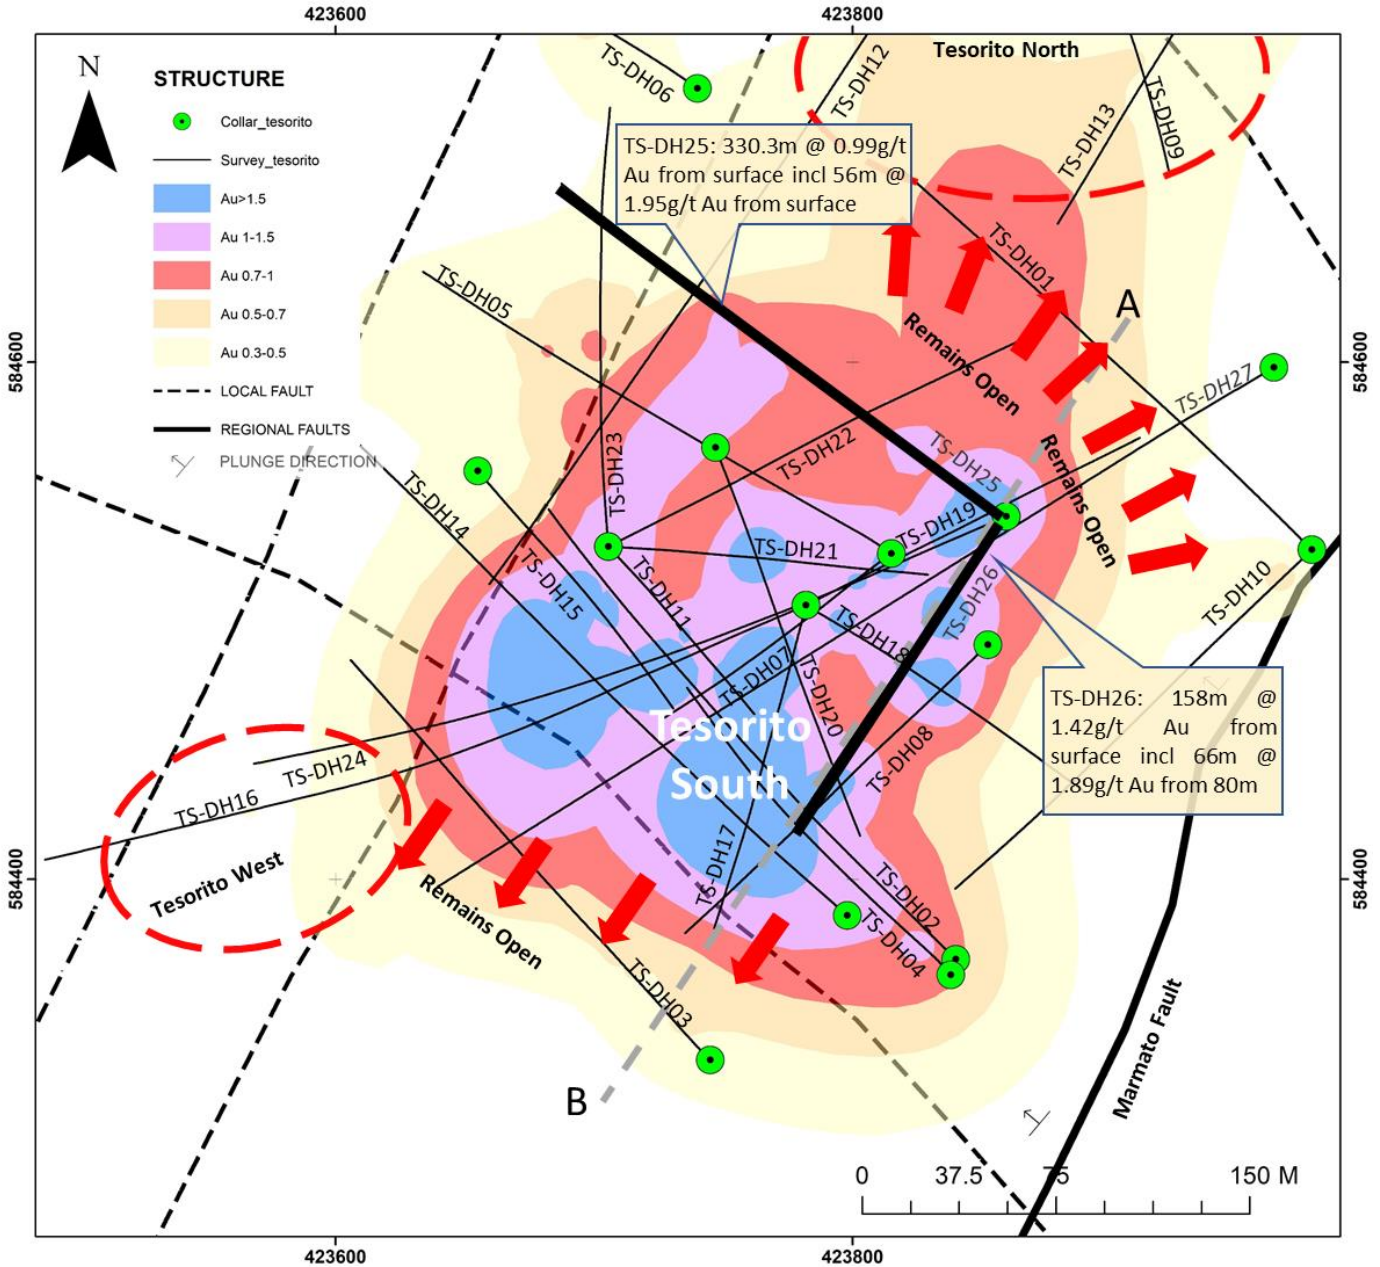 423600
423800
N
STRUCTURE
Collar_tesorito
Survey_tesorito
Au>1.5
Au 1-1.5
Au 0.7-1
Au 0.5-0.7
Au 0.3-0.5
LOCAL FAULT
REGIONAL FAULTS
PLUNGE DIRECTION
TS-DH06
TS-DH12
Tesorito North
TS-DH09
TS-DH13
TS-DH25: 330.3m @ 0.99g/t
Au from surface incl 56m @
1.95g/t Au from surface
TS-DH01
TS-DH05
A
584600
584600
Remains Open
TS-DH27
TS-DH23
TS-DH22
TS-DH25
Remains Open
TS-DH14
TS-DH19
TS-DH21
TS-DH15
TS-DH11
TS-DH26
TS-DH10
TS-DH18
TS-DH07
TS-DH20
TS-DH26: 158m @
1.42g/t Au from
surface incl 66m @
1.89g/t Au from 80m
Tesorito
South
TS-DH08
TS-DH24
TS-DH16
TS-DH17
Tesorito West
584400
584400
Remains Open
TS-DH02
TS-DH04
TS-DH03
Marmato Fault
B
0 37.5 75 150 M
423600
423800